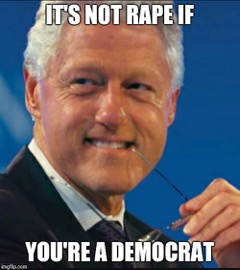 IT'S NOT RAPE IF
YOU'RE A DEMOCRAT
imgflip.com